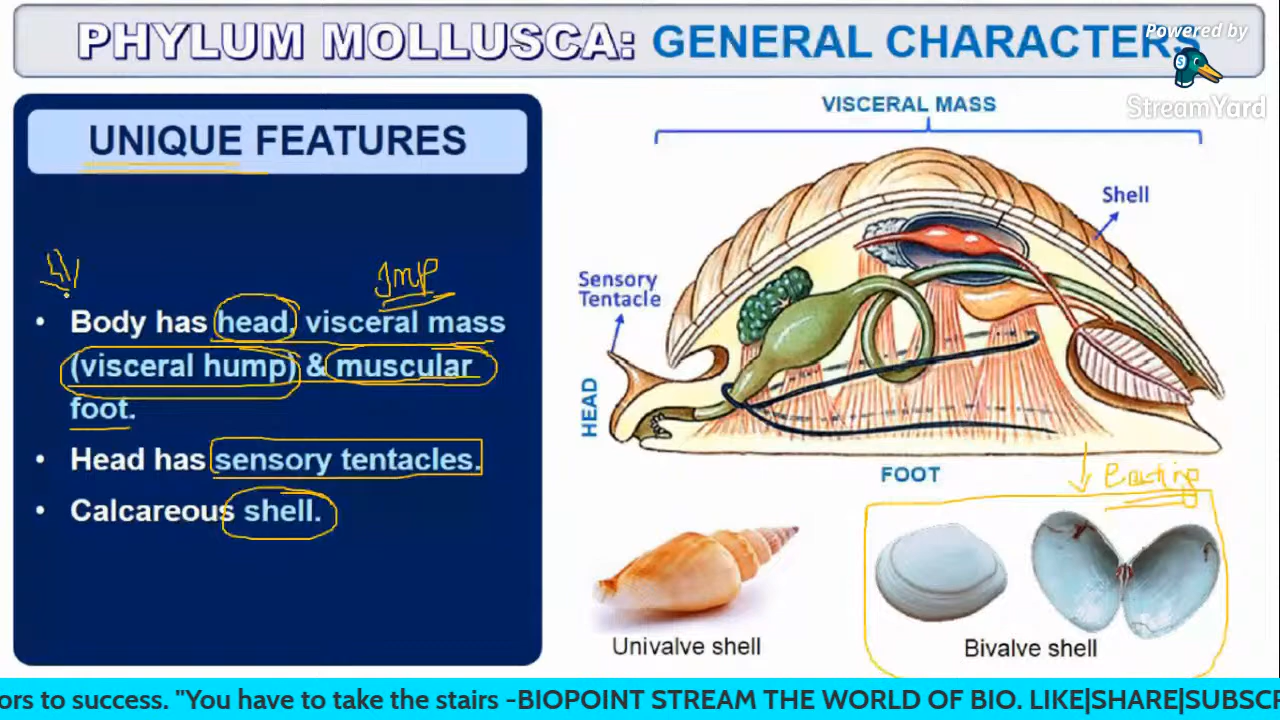 PHYLUM MOLLUSCA: GENERAL CHARACTERS
Powered by
StreamYard
UNIQUE FEATURES
Imp
• Body has head, visceral mass
(visceral hump) & muscular
foot.
• Head has sensory tentacles.
• Calcareous shell.
VISCERAL MASS
Shell
Sensory
Tentacle
HEAD
FOOT
Univalve shell
Bivalve shell
ors to success. "You have to take the stairs -BIOPOINT STREAM THE WORLD OF BIO. LIKE|SHARE|SUBSC